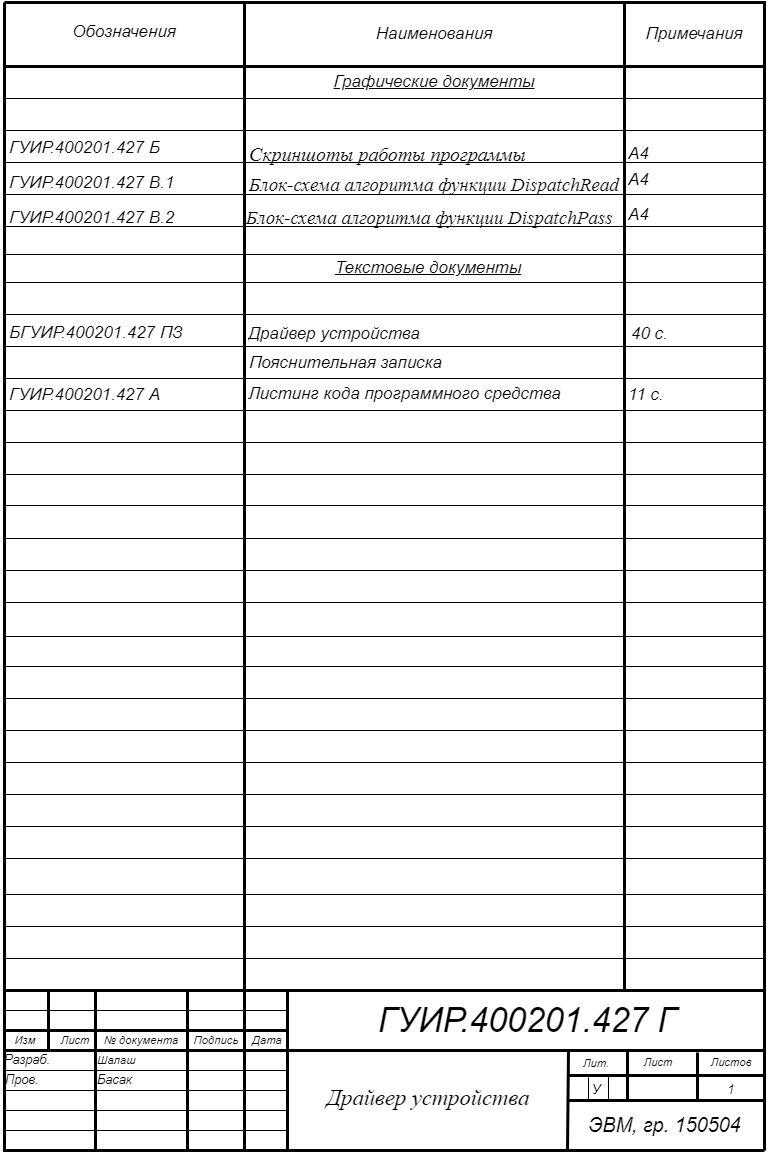 Обозначения Наименования Примечания
Графические документы
ГУИР.400201.427 Б Скриншоты работы программы А4
ГУИР.400201.427 В.1 Блок-схема алгоритма функции DispatchRead А4
ГУИР.400201.427 В.2 Блок-схема алгоритма функции DispatchPass А4
Текстовые документы
БГУИР.400201.427 ПЗ Драйвер устройства 40 с.
Пояснительная записка
ГУИР.400201.427 А Листинг кода программного средства 11 с.
ГУИР.400201.427 Г
Изм Лист № документа Подпись Дата
Разраб. Шалаш
Пров. Басак
Драйвер устройства
Лит. Лист Листов
У 1
ЭВМ, гр. 150504